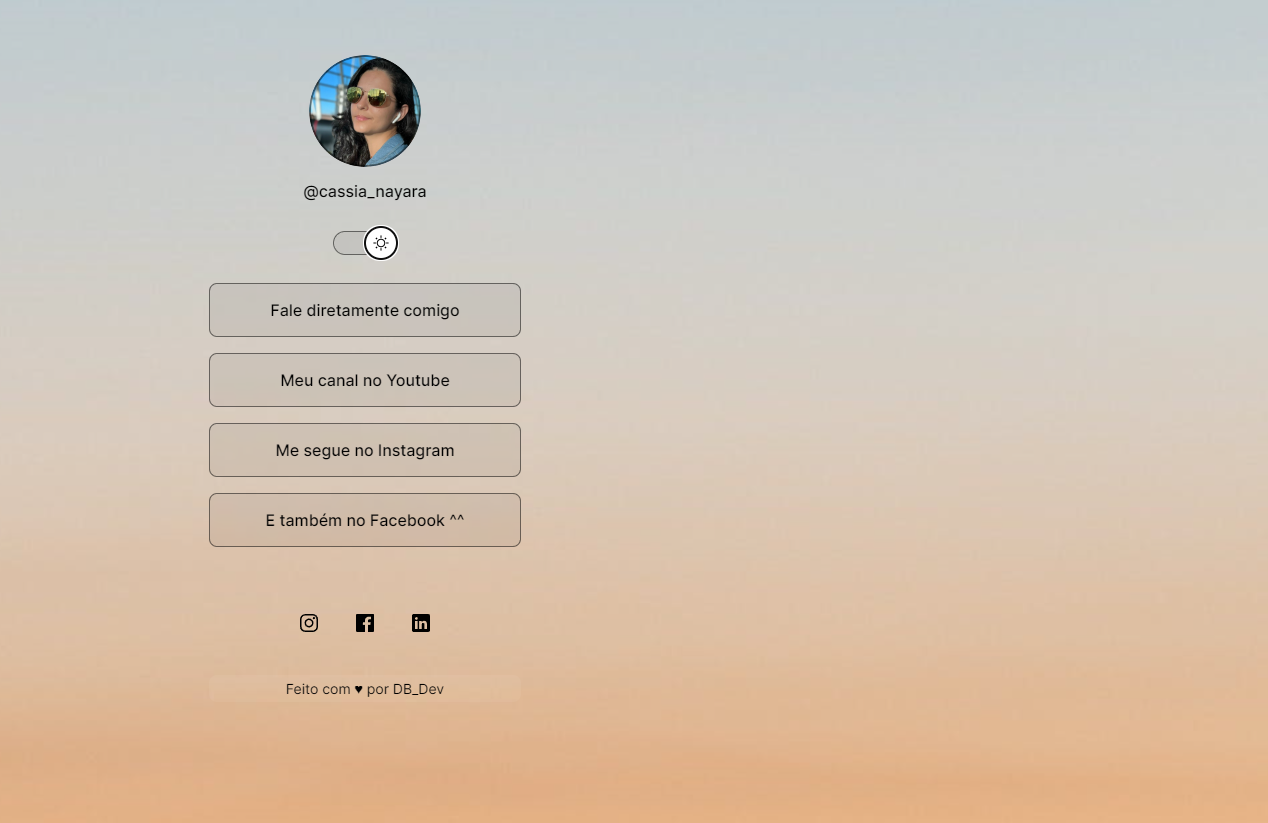 @cassia_nayara
Fale diretamente comigo
Meu canal no Youtube
Me segue no Instagram
E também no Facebook ^^
Feito com ♥ por DB_Dev